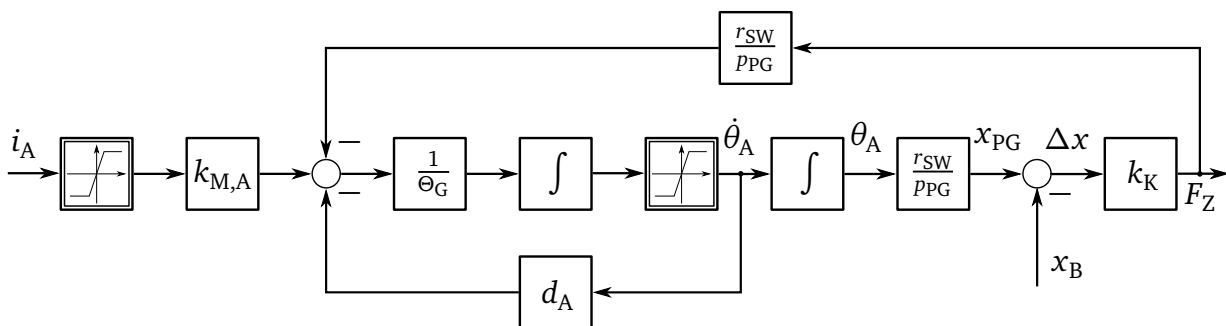 r_SW
p_PG
i_A
k_M,A
−
−
1
Θ_G
∫
θ̇_A
∫
θ_A
r_SW
p_PG
x_PG
−
Δx
k_K
F_Z
d_A
x_B